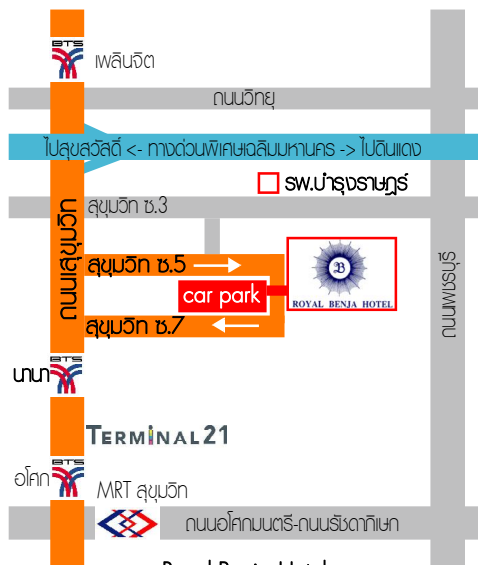 BTS
เพลินจิต
ถนนวิทยุ
ไปสุขสวัสดิ์ <- ทางด่วนพิเศษเฉลิมมหานคร -> ไปดินแดง
รพ.บำรุงราษฎร์
สุขุมวิท ซ.3
ถนนสุขุมวิท
สุขุมวิท ซ.5
B
ROYAL BENJA HOTEL
car park
สุขุมวิท ซ.7
ถนนเพชรบุรี
BTS
นานา
TERMINAL21
BTS
อโศก
MRT สุขุมวิท
ถนนอโศกมนตรี-ถนนรัชดาภิเษก